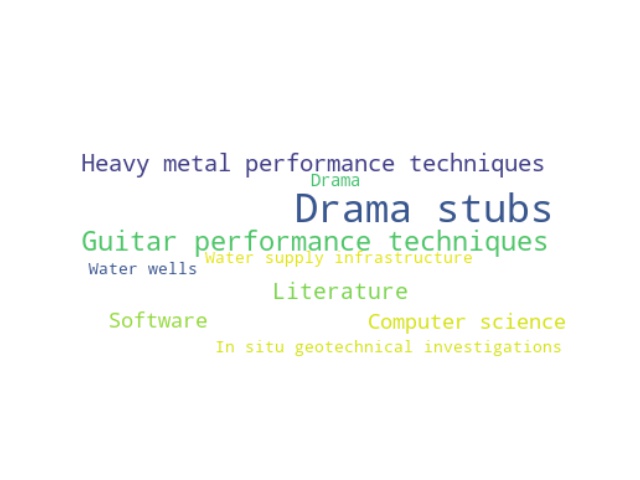 Heavy metal performance techniques
Drama
Drama stubs
Guitar performance techniques
Water supply infrastructure
Water wells
Literature
Software
Computer science
In situ geotechnical investigations